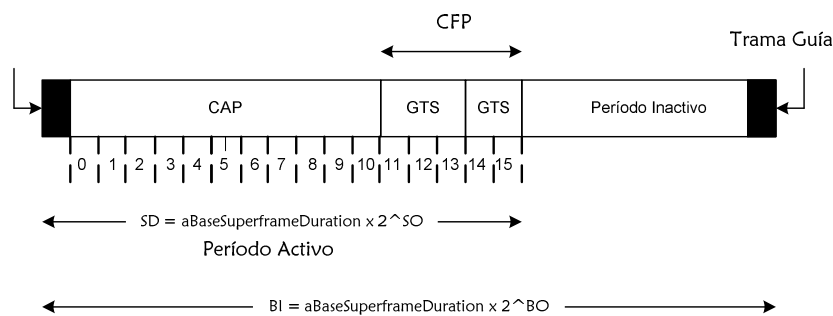 CFP
Trama Guía
CAP GTS GTS Período Inactivo
0 1 2 3 4 5 6 7 8 9 10 11 12 13 14 15
SD = aBaseSuperframeDuration x 2^SO
Período Activo
BI = aBaseSuperframeDuration x 2^BO